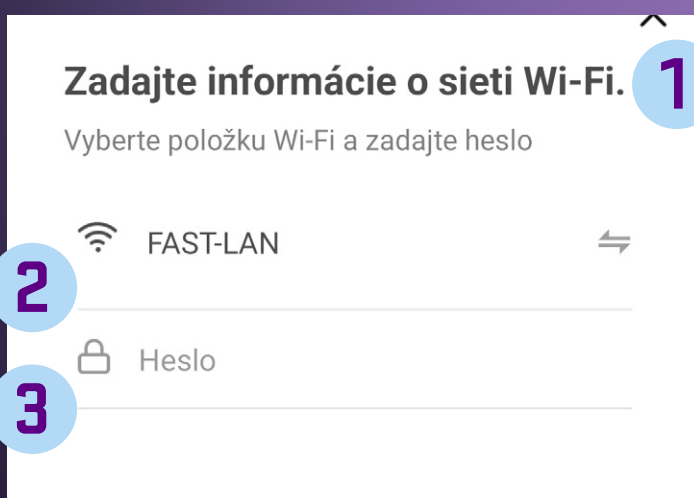 Zadajte informácie o sieti Wi-Fi.
1
Vyberte položku Wi-Fi a zadajte heslo
FAST-LAN
2
Heslo
3